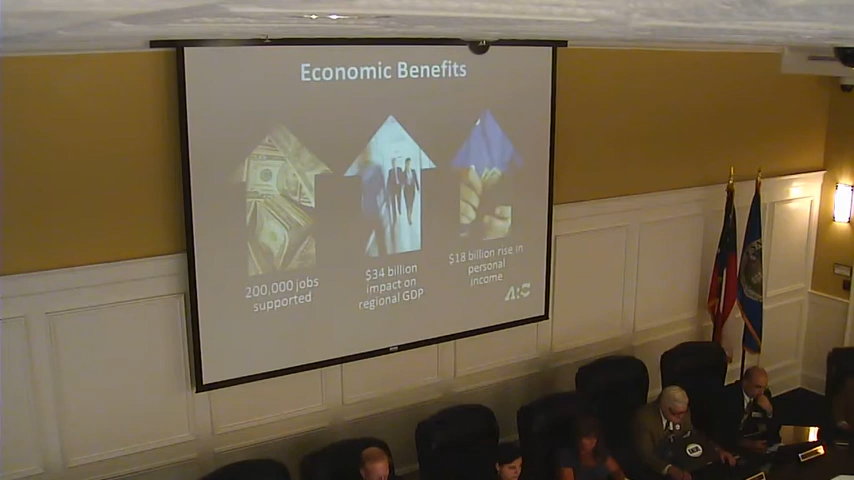 Economic Benefits
200,000 jobs
supported
$34 billion
impact on
regional GDP
$18 billion rise in
personal
income